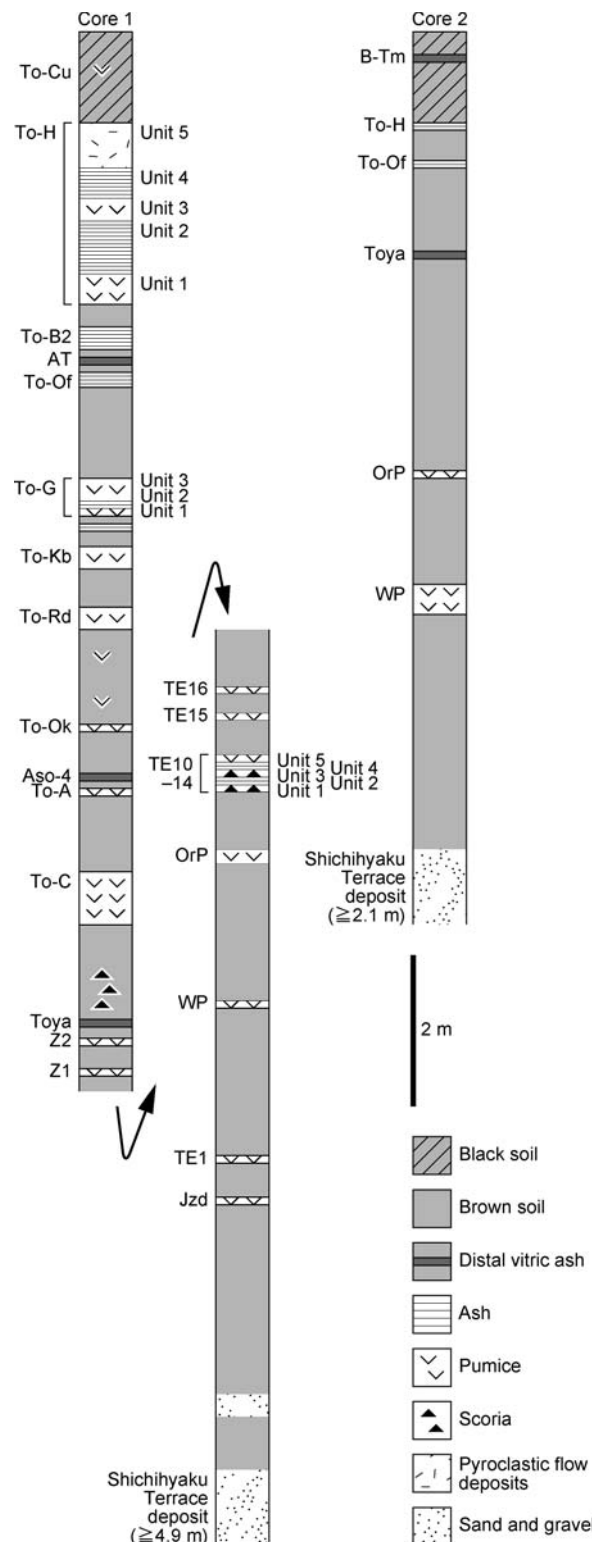 Core 1
To-Cu
To-H
Unit 5
Unit 4
Unit 3
Unit 2
Unit 1
To-B2
AT
To-Of
To-G
Unit 3
Unit 2
Unit 1
To-Kb
To-Rd
To-Ok
Aso-4
To-A
To-C
Toya
Z2
Z1
TE16
TE15
TE10
–14
Unit 5
Unit 4
Unit 3
Unit 2
Unit 1
OrP
WP
TE1
Jzd
Shichihyaku
Terrace
deposit
(≧4.9 m)
Core 2
B-Tm
To-H
To-Of
Toya
OrP
WP
Shichihyaku
Terrace
deposit
(≧2.1 m)
2 m
Black soil
Brown soil
Distal vitric ash
Ash
Pumice
Scoria
Pyroclastic flow
deposits
Sand and gravel